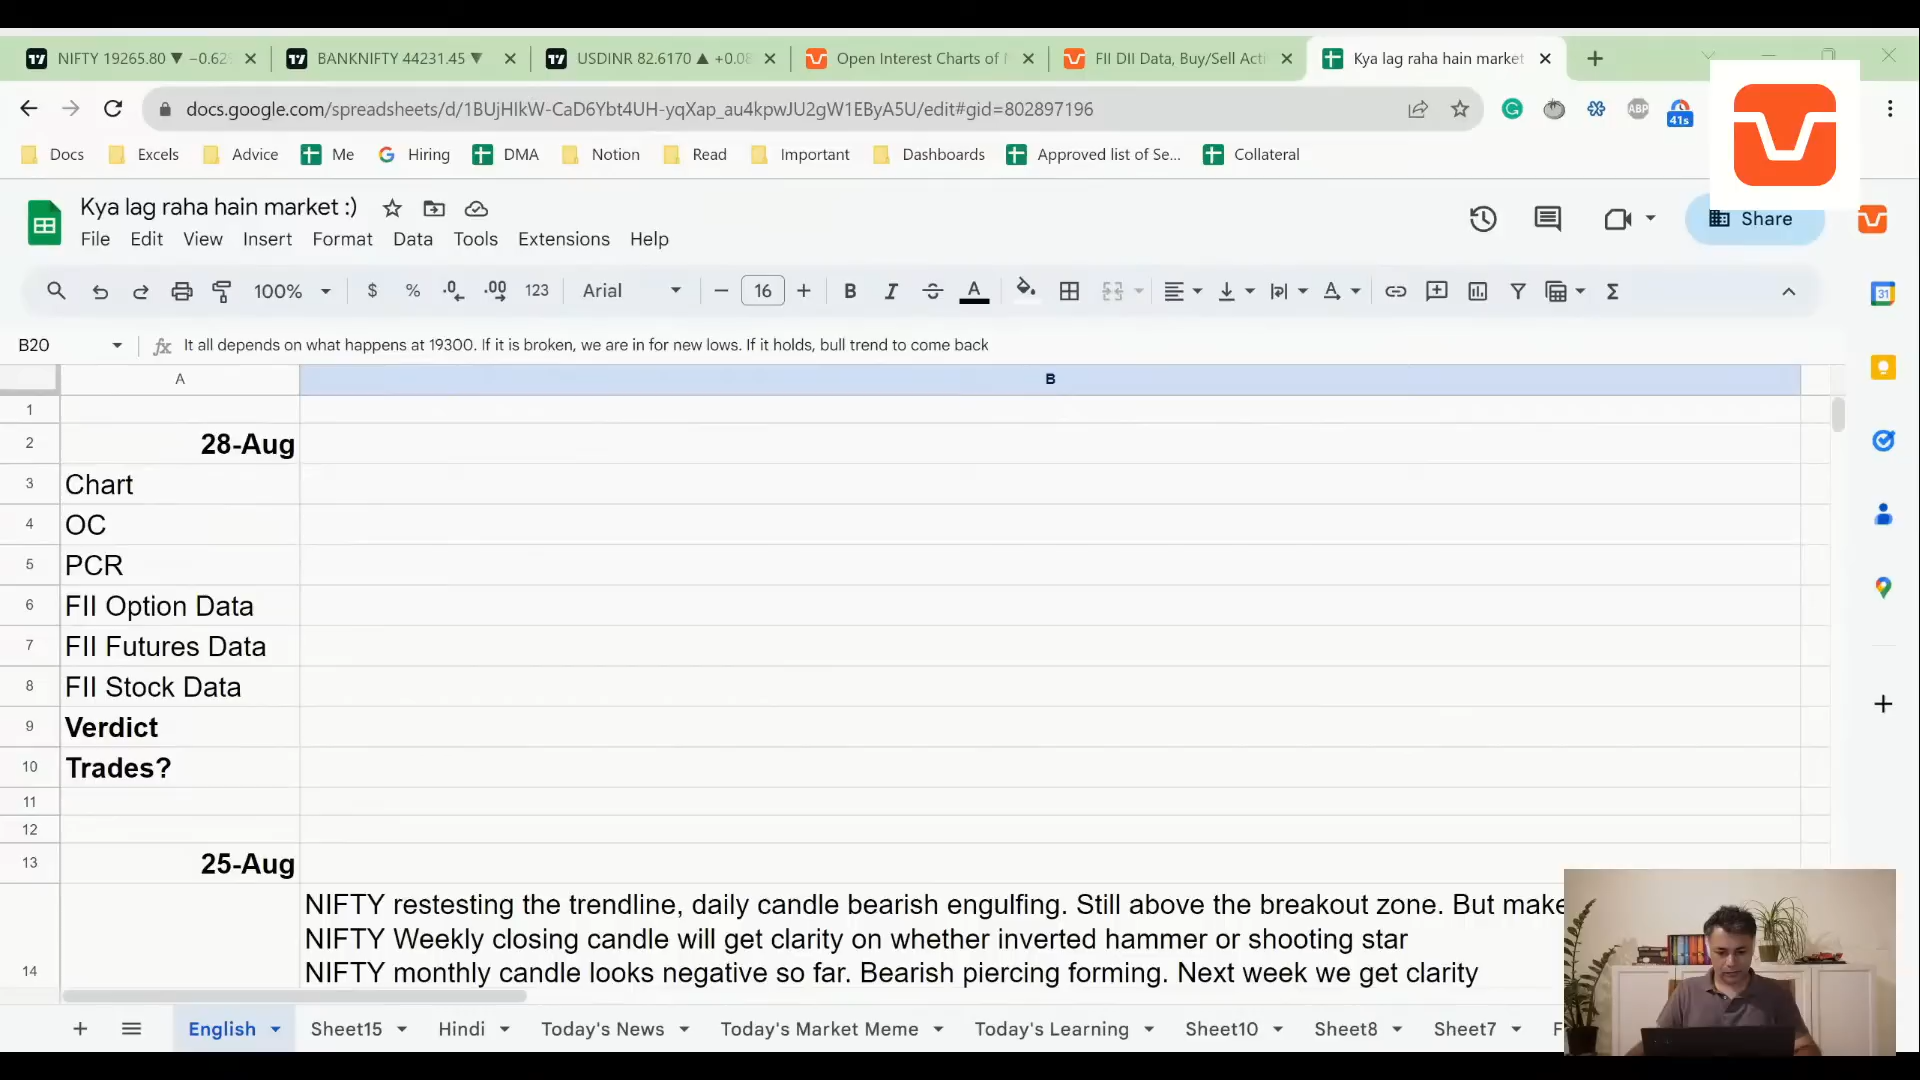 NIFTY 19265.80 ▼ −0.62
BANKNIFTY 44231.45 ▼
USDINR 82.6170 ▲ +0.08
Open Interest Charts of
FII DII Data, Buy/Sell Acti
Kya lag raha hain market
docs.google.com/spreadsheets/d/1BUjHIkW-CaD6Ybt4UH-yqXap_au4kpwJU2gW1EByA5U/edit#gid=802897196
ABP
41s
Docs
Excels
Advice
Me
Hiring
DMA
Notion
Read
Important
Dashboards
Approved list of Se...
Collateral
Kya lag raha hain market :)
File Edit View Insert Format Data Tools Extensions Help
Share
100% $ % .0 .00 123 Arial − 16 + B I A Σ
31
B20
fx It all depends on what happens at 19300. If it is broken, we are in for new lows. If it holds, bull trend to come back
A B
1
2 28-Aug
3 Chart
4 OC
5 PCR
6 FII Option Data
7 FII Futures Data
8 FII Stock Data
9 Verdict
10 Trades?
11
12
13 25-Aug
NIFTY restesting the trendline, daily candle bearish engulfing. Still above the breakout zone. But make
NIFTY Weekly closing candle will get clarity on whether inverted hammer or shooting star
14 NIFTY monthly candle looks negative so far. Bearish piercing forming. Next week we get clarity
English Sheet15 Hindi Today's News Today's Market Meme Today's Learning Sheet10 Sheet8 Sheet7 F